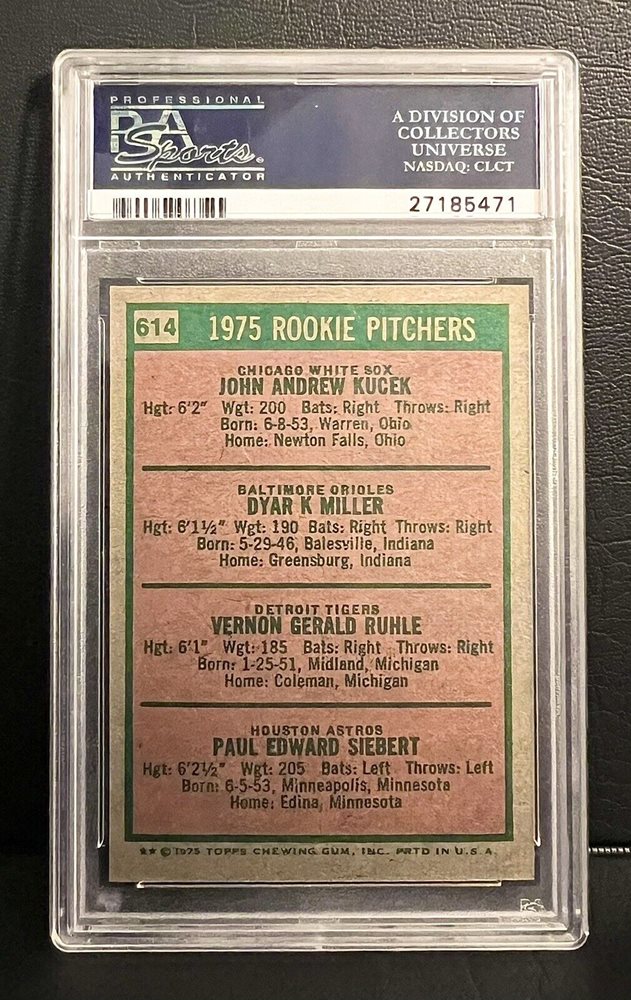 PROFESSIONAL
PSA
Sports
AUTHENTICATOR
A DIVISION OF
COLLECTORS
UNIVERSE
NASDAQ: CLCT
27185471
614 1975 ROOKIE PITCHERS
CHICAGO WHITE SOX
JOHN ANDREW KUCEK
Hgt: 6'2" Wgt: 200 Bats: Right Throws: Right
Born: 6-8-53, Warren, Ohio
Home: Newton Falls, Ohio
BALTIMORE ORIOLES
DYAR K MILLER
Hgt: 6'1½" Wgt: 190 Bats: Right Throws: Right
Born: 5-29-46, Balesville, Indiana
Home: Greensburg, Indiana
DETROIT TIGERS
VERNON GERALD RUHLE
Hgt: 6'1" Wgt: 185 Bats: Right Throws: Right
Born: 1-25-51, Midland, Michigan
Home: Coleman, Michigan
HOUSTON ASTROS
PAUL EDWARD SIEBERT
Hgt: 6'2½" Wgt: 205 Bats: Left Throws: Left
Born: 6-5-53, Minneapolis, Minnesota
Home: Edina, Minnesota
★★ © 1975 TOPPS CHEWING GUM, INC. PRTD IN U.S.A.